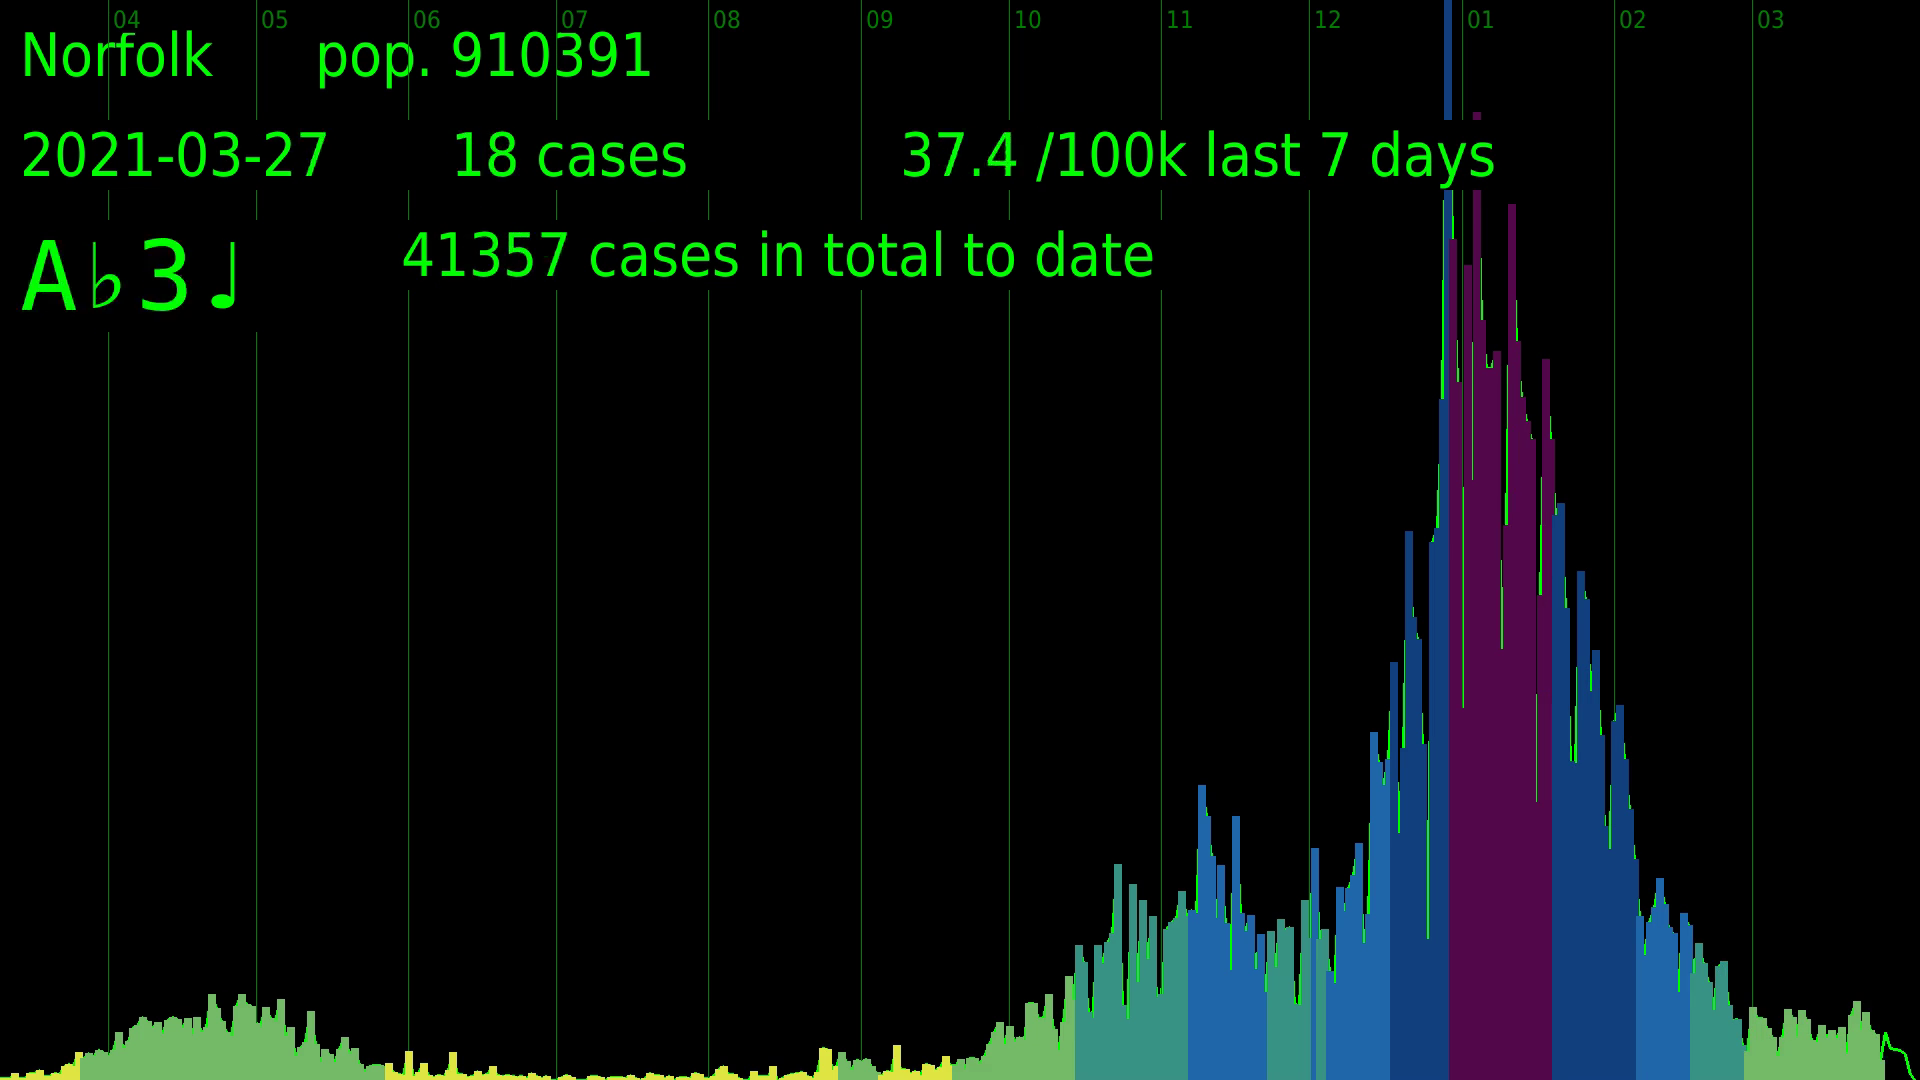 04 05 06 07 08 09 10 11 12 01 02 03
Norfolk pop. 910391
2021-03-27 18 cases 37.4 /100k last 7 days
A♭3♩ 41357 cases in total to date